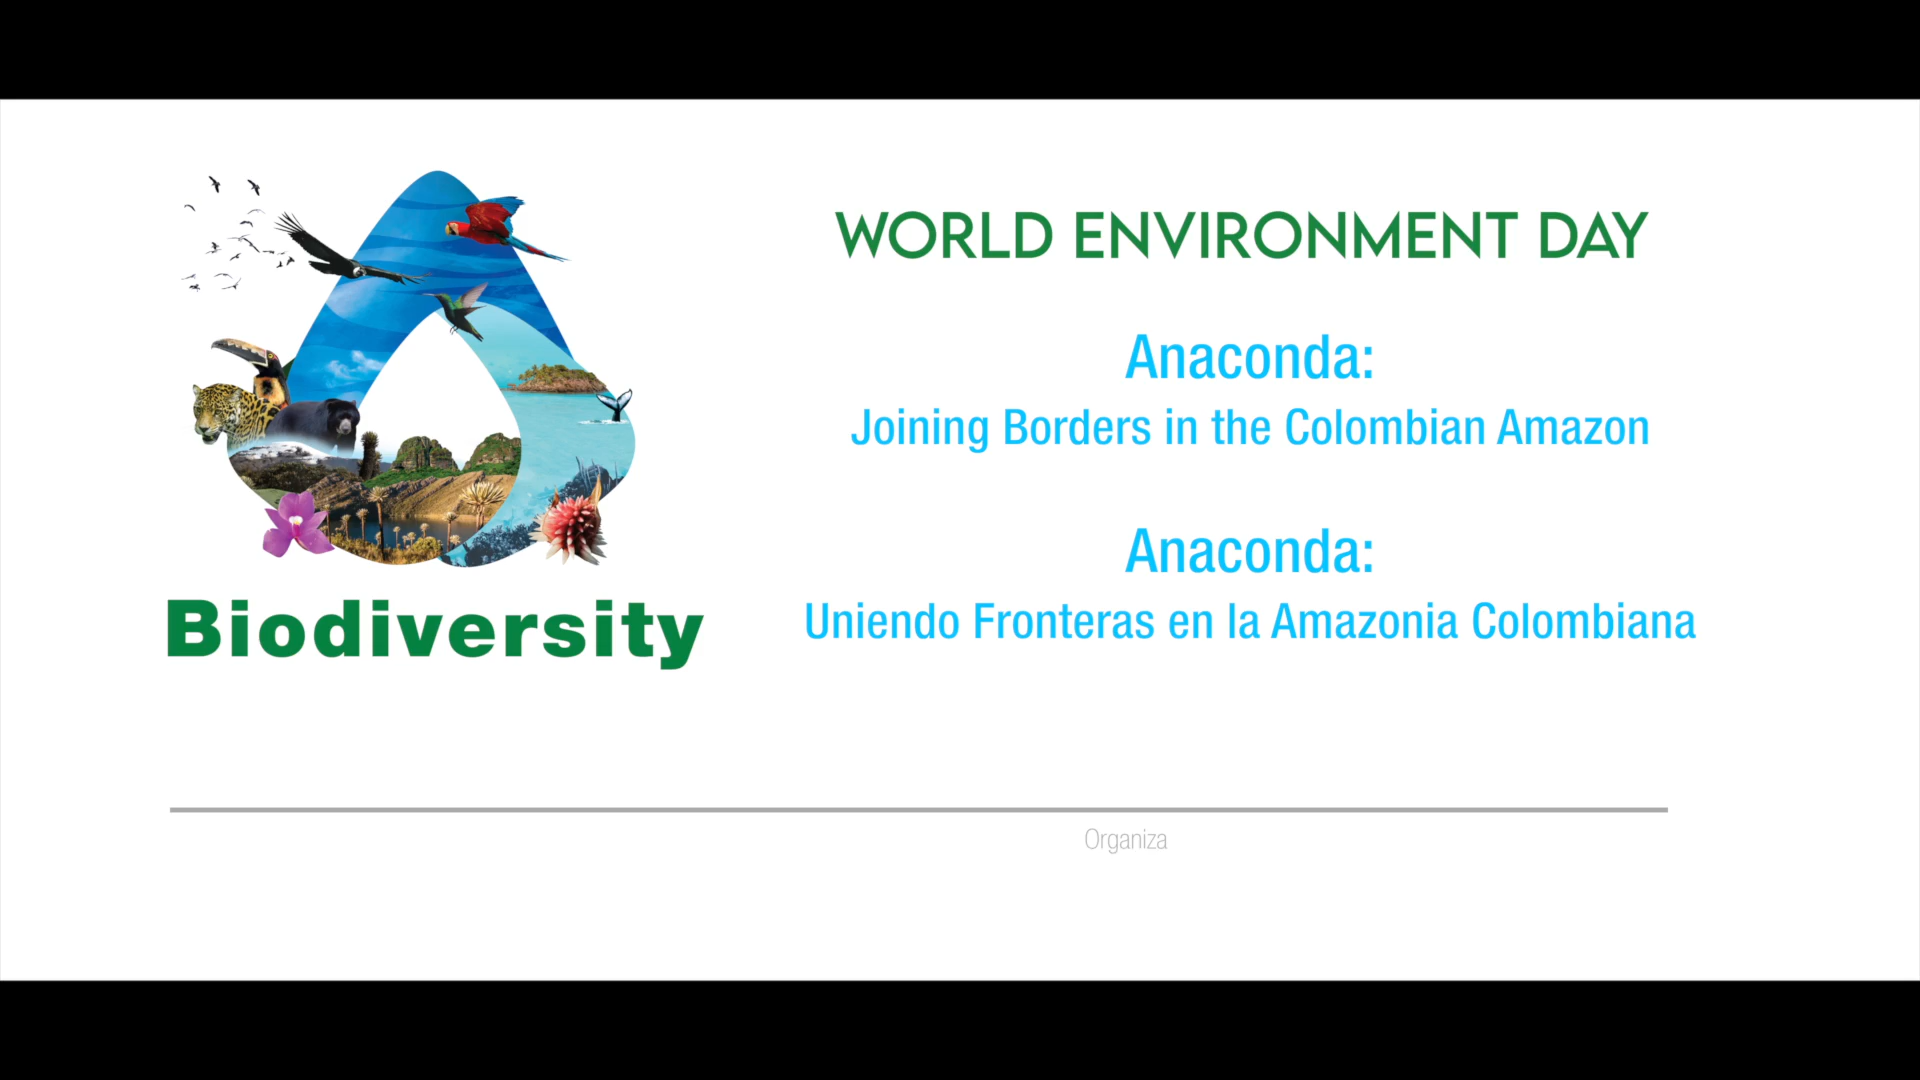 WORLD ENVIRONMENT DAY
Anaconda:
Joining Borders in the Colombian Amazon
Anaconda:
Uniendo Fronteras en la Amazonia Colombiana
Biodiversity
Organiza